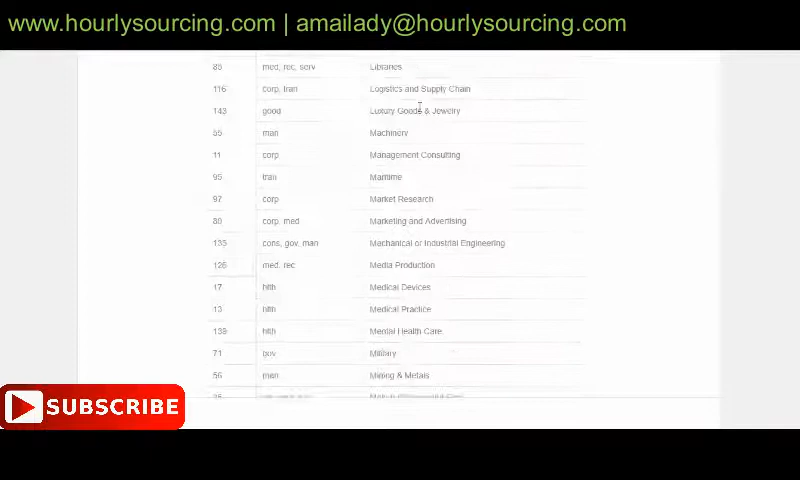 www.hourlysourcing.com | amailady@hourlysourcing.com
85 med, rec, serv Libraries
116 corp, tran Logistics and Supply Chain
143 good Luxury Goods & Jewelry
55 man Machinery
11 corp Management Consulting
95 tran Maritime
97 corp Market Research
80 corp, med Marketing and Advertising
135 cons, gov, man Mechanical or Industrial Engineering
126 med, rec Media Production
17 hlth Medical Devices
13 hlth Medical Practice
139 hlth Mental Health Care
71 gov Military
56 man Mining & Metals
SUBSCRIBE